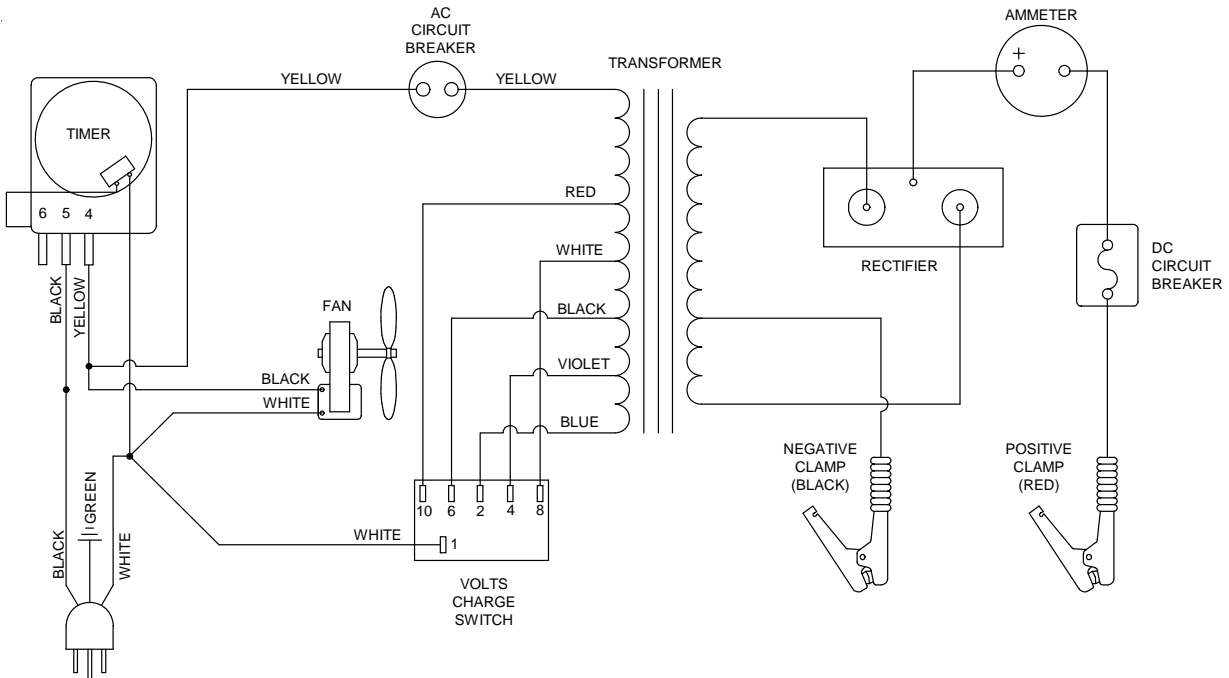 AC
CIRCUIT
BREAKER
AMMETER
+
YELLOW
YELLOW
TRANSFORMER
TIMER
6 5 4
RED
WHITE
BLACK
VIOLET
BLUE
RECTIFIER
DC
CIRCUIT
BREAKER
BLACK
YELLOW
FAN
BLACK
WHITE
NEGATIVE
CLAMP
(BLACK)
POSITIVE
CLAMP
(RED)
10 6 2 4 8
WHITE
1
VOLTS
CHARGE
SWITCH
BLACK
GREEN
WHITE